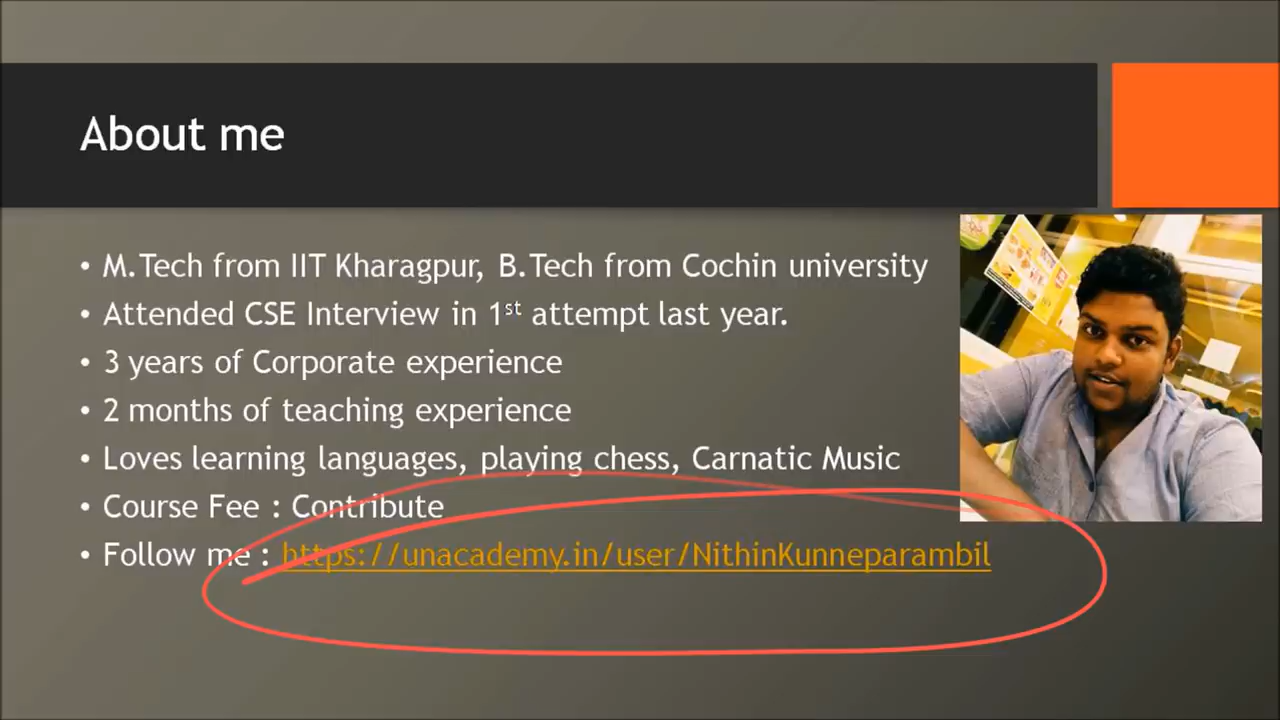 About me
• M.Tech from IIT Kharagpur, B.Tech from Cochin university
• Attended CSE Interview in 1st attempt last year.
• 3 years of Corporate experience
• 2 months of teaching experience
• Loves learning languages, playing chess, Carnatic Music
• Course Fee : Contribute
• Follow me : https://unacademy.in/user/NithinKunneparambil